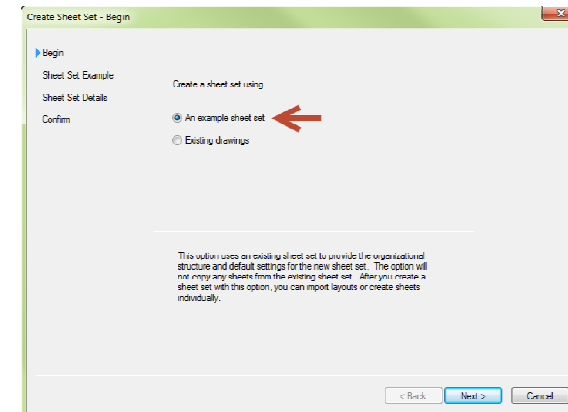 Create Sheet Set - Begin
Begin
Sheet Set Example
Sheet Set Details
Confirm
Create a sheet set using
An example sheet set
Existing drawings
This option uses an existing sheet set to provide the organizational
structure and default settings for the new sheet set. The option will
not copy any sheets from the existing sheet set. After you create a
sheet set with this option, you can import layouts or create sheets
individually.
< Back
Next >
Cancel